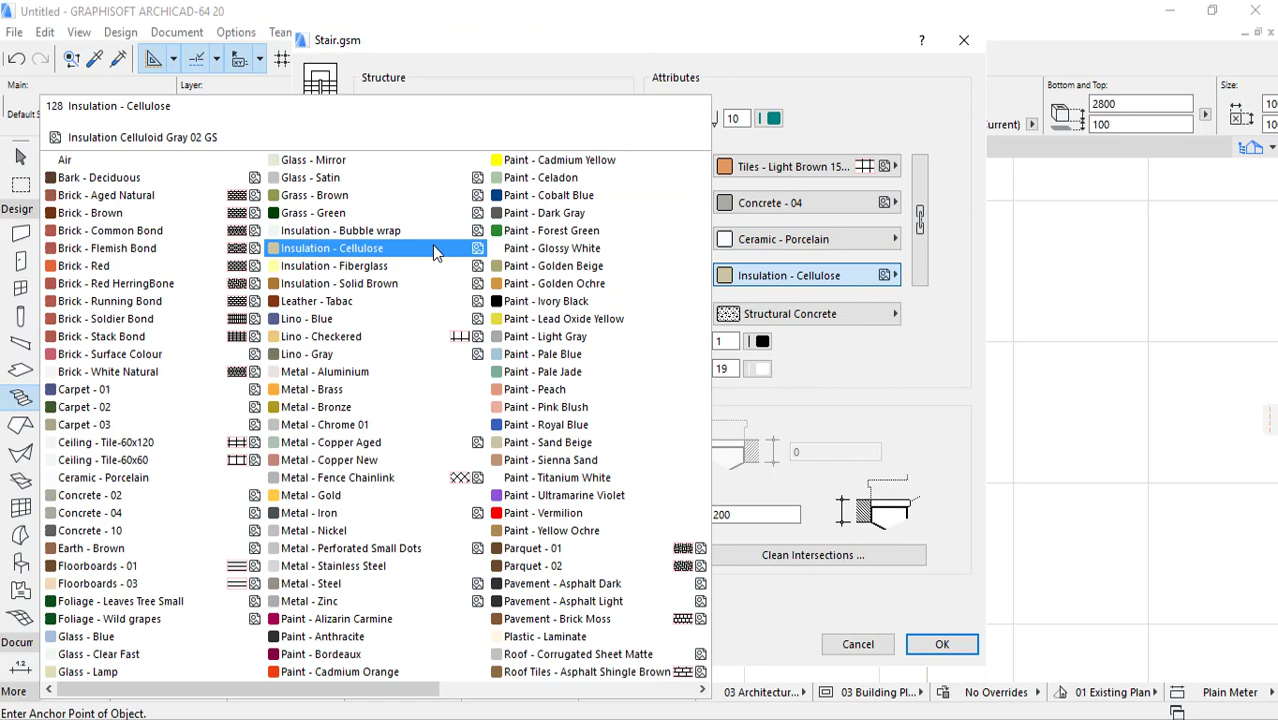 Untitled - GRAPHISOFT ARCHICAD-64 20
File Edit View Design Document Options Tean
Stair.gsm
?
Main:
Layer:
Structure
Attributes
Bottom and Top:
Size:
Default S
128 Insulation - Cellulose
Insulation Celluloid Gray 02 GS
10
urrent)
2800
100
10
100
Air
Bark - Deciduous
Brick - Aged Natural
Brick - Brown
Brick - Common Bond
Brick - Flemish Bond
Brick - Red
Brick - Red HerringBone
Brick - Running Bond
Brick - Soldier Bond
Brick - Stack Bond
Brick - Surface Colour
Brick - White Natural
Carpet - 01
Carpet - 02
Carpet - 03
Ceiling - Tile-60x120
Ceiling - Tile-60x60
Ceramic - Porcelain
Concrete - 02
Concrete - 04
Concrete - 10
Earth - Brown
Floorboards - 01
Floorboards - 03
Foliage - Leaves Tree Small
Foliage - Wild grapes
Glass - Blue
Glass - Clear Fast
Glass - Lamp
Glass - Mirror
Glass - Satin
Grass - Brown
Grass - Green
Insulation - Bubble wrap
Insulation - Cellulose
Insulation - Fiberglass
Insulation - Solid Brown
Leather - Tabac
Lino - Blue
Lino - Checkered
Lino - Gray
Metal - Aluminium
Metal - Brass
Metal - Bronze
Metal - Chrome 01
Metal - Copper Aged
Metal - Copper New
Metal - Fence Chainlink
Metal - Gold
Metal - Iron
Metal - Nickel
Metal - Perforated Small Dots
Metal - Stainless Steel
Metal - Steel
Metal - Zinc
Paint - Alizarin Carmine
Paint - Anthracite
Paint - Bordeaux
Paint - Cadmium Orange
Paint - Cadmium Yellow
Paint - Celadon
Paint - Cobalt Blue
Paint - Dark Gray
Paint - Forest Green
Paint - Glossy White
Paint - Golden Beige
Paint - Golden Ochre
Paint - Ivory Black
Paint - Lead Oxide Yellow
Paint - Light Gray
Paint - Pale Blue
Paint - Pale Jade
Paint - Peach
Paint - Pink Blush
Paint - Royal Blue
Paint - Sand Beige
Paint - Sienna Sand
Paint - Titanium White
Paint - Ultramarine Violet
Paint - Vermilion
Paint - Yellow Ochre
Parquet - 01
Parquet - 02
Pavement - Asphalt Dark
Pavement - Asphalt Light
Pavement - Brick Moss
Plastic - Laminate
Roof - Corrugated Sheet Matte
Roof Tiles - Asphalt Shingle Brown
Tiles - Light Brown 15...
Concrete - 04
Ceramic - Porcelain
Insulation - Cellulose
Structural Concrete
1
19
0
200
Clean Intersections ...
Cancel
OK
Design
Docum
1.2
More
03 Architectur...
03 Building Pl...
No Overrides
01 Existing Plan
Plain Meter
Enter Anchor Point of Object.